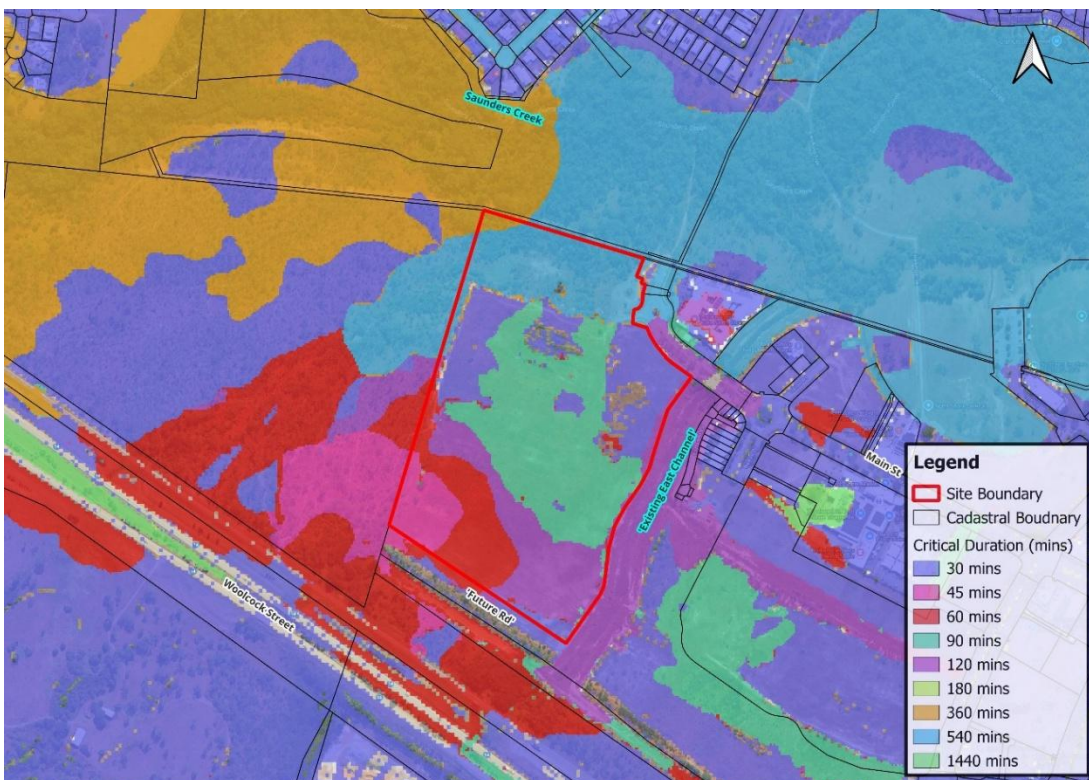 Saunders Creek
'Existing East Channel'
Main St
Woolcock Street
'Future Rd'
Legend
Site Boundary
Cadastral Boudnary
Critical Duration (mins)
30 mins
45 mins
60 mins
90 mins
120 mins
180 mins
360 mins
540 mins
1440 mins